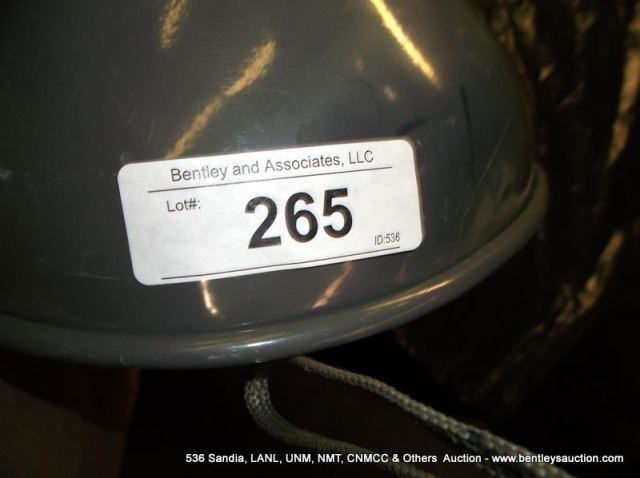 Bentley and Associates, LLC
Lot#:
265
ID:536
536 Sandia, LANL, UNM, NMT, CNMCC & Others Auction - www.bentleysauction.com